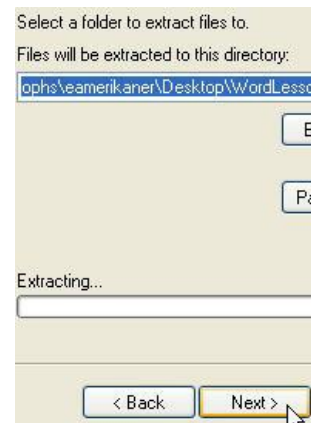 Select a folder to extract files to.
Files will be extracted to this directory:
ophs\eamerikaner\Desktop\WordLesso
Extracting...
< Back Next >